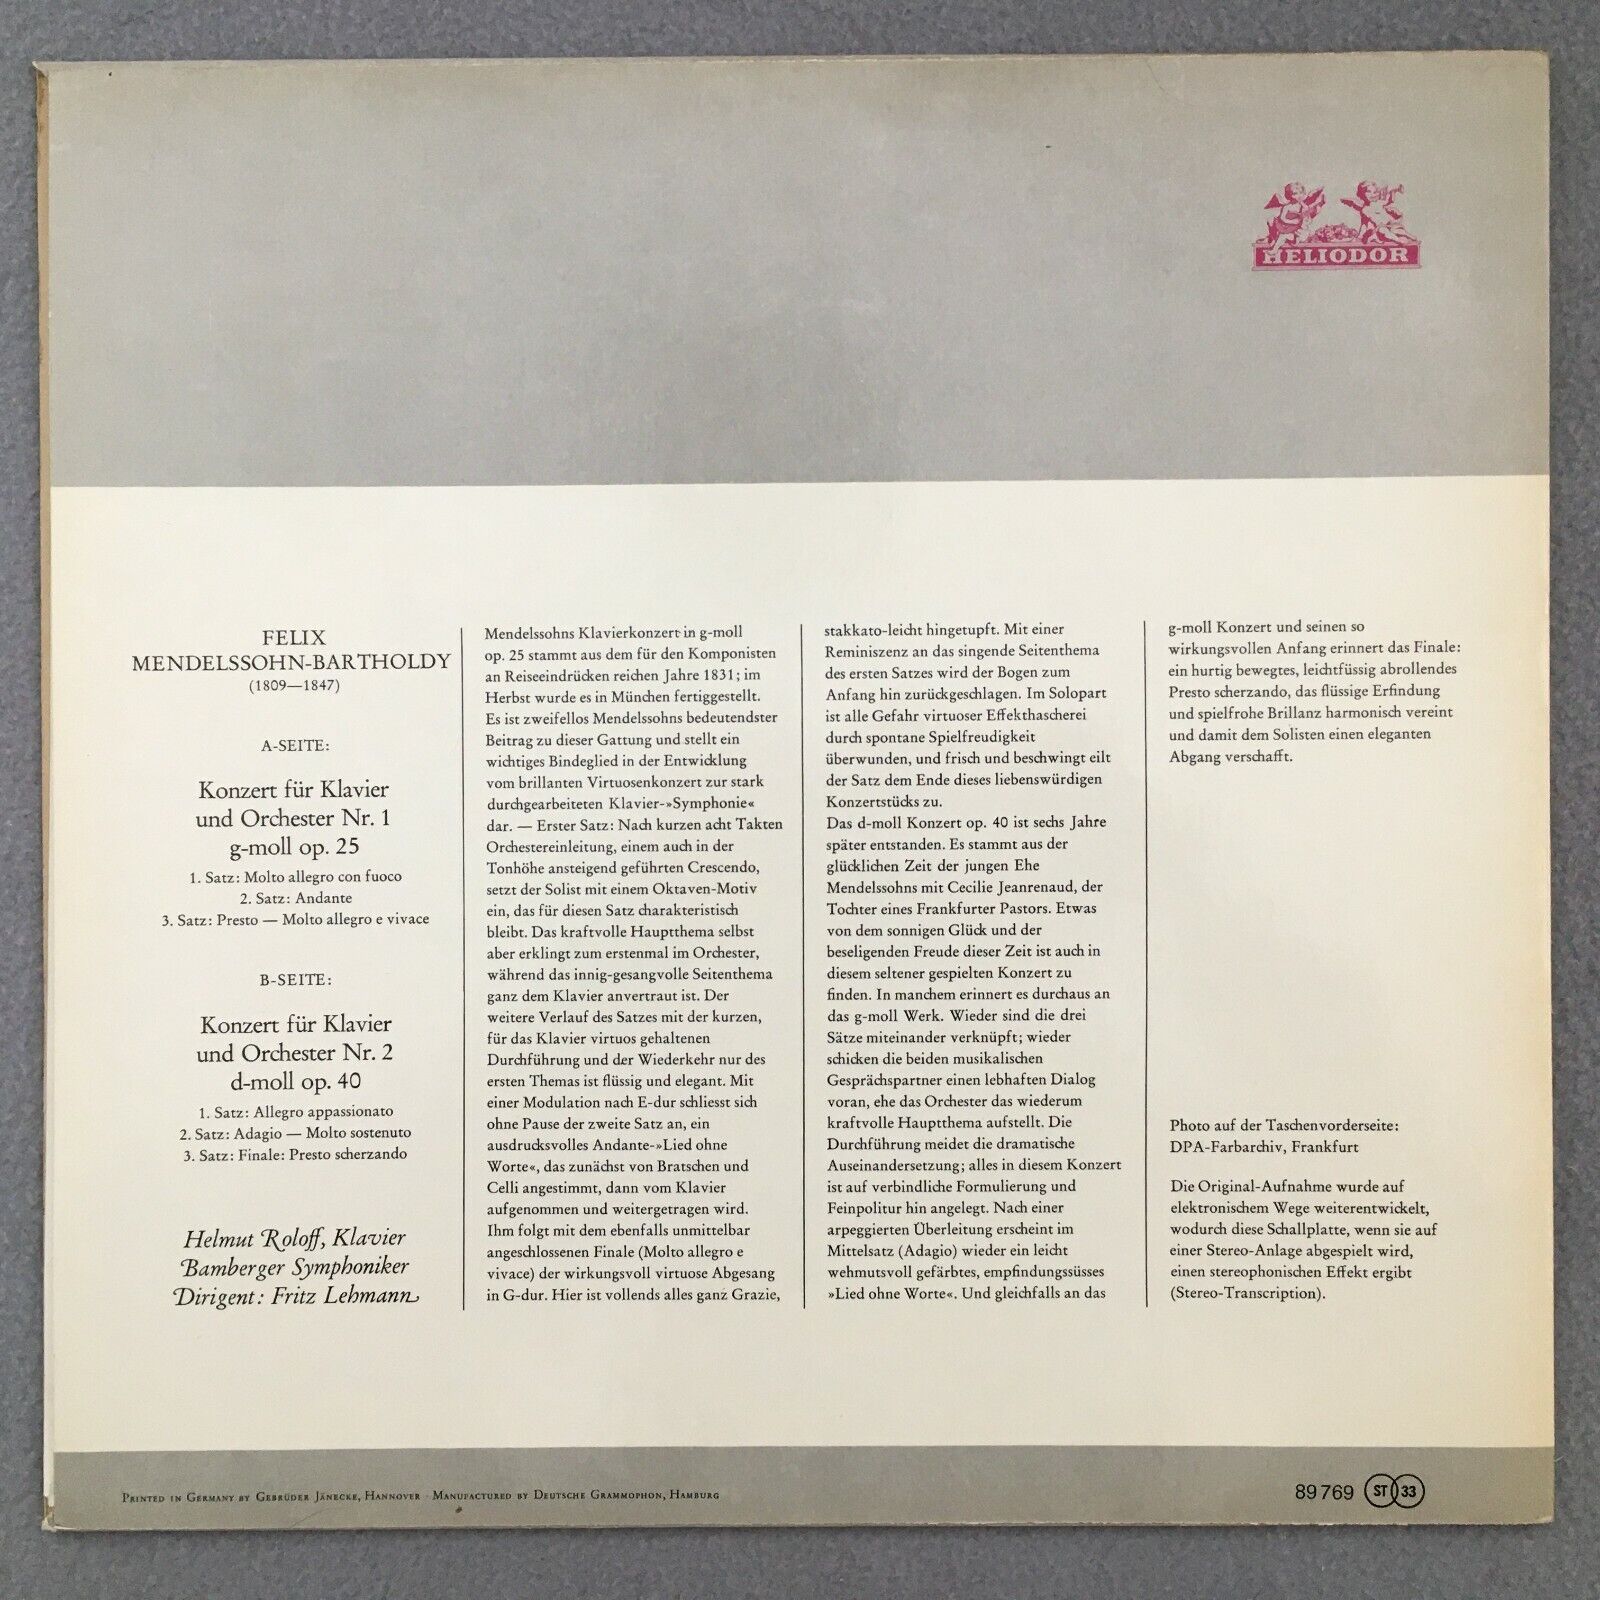 HELIODOR
FELIX
MENDELSSOHN-BARTHOLDY
(1809—1847)
A-SEITE:
Konzert für Klavier
und Orchester Nr. 1
g-moll op. 25
1. Satz: Molto allegro con fuoco
2. Satz: Andante
3. Satz: Presto — Molto allegro e vivace
B-SEITE:
Konzert für Klavier
und Orchester Nr. 2
d-moll op. 40
1. Satz: Allegro appassionato
2. Satz: Adagio — Molto sostenuto
3. Satz: Finale: Presto scherzando
Helmut Roloff, Klavier
Bamberger Symphoniker
Dirigent: Fritz Lehmann
Mendelssohns Klavierkonzert in g-moll
op. 25 stammt aus dem für den Komponisten
an Reiseeindrücken reichen Jahre 1831; im
Herbst wurde es in München fertiggestellt.
Es ist zweifellos Mendelssohns bedeutendster
Beitrag zu dieser Gattung und stellt ein
wichtiges Bindeglied in der Entwicklung
vom brillanten Virtuosenkonzert zur stark
durchgearbeiteten Klavier-»Symphonie«
dar. — Erster Satz: Nach kurzen acht Takten
Orchestereinleitung, einem auch in der
Tonhöhe ansteigend geführten Crescendo,
setzt der Solist mit einem Oktaven-Motiv
ein, das für diesen Satz charakteristisch
bleibt. Das kraftvolle Hauptthema selbst
aber erklingt zum erstenmal im Orchester,
während das innig-gesangvolle Seitenthema
ganz dem Klavier anvertraut ist. Der
weitere Verlauf des Satzes mit der kurzen,
für das Klavier virtuos gehaltenen
Durchführung und der Wiederkehr nur des
ersten Themas ist flüssig und elegant. Mit
einer Modulation nach E-dur schliesst sich
ohne Pause der zweite Satz an, ein
ausdrucksvolles Andante-»Lied ohne
Worte«, das zunächst von Bratschen und
Celli angestimmt, dann vom Klavier
aufgenommen und weitergetragen wird.
Ihm folgt mit dem ebenfalls unmittelbar
angeschlossenen Finale (Molto allegro e
vivace) der wirkungsvoll virtuose Abgesang
in G-dur. Hier ist vollends alles ganz Grazie,
stakkato-leicht hingetupft. Mit einer
Reminiszenz an das singende Seitenthema
des ersten Satzes wird der Bogen zum
Anfang hin zurückgeschlagen. Im Solopart
ist alle Gefahr virtuoser Effekthascherei
durch spontane Spielfreudigkeit
überwunden, und frisch und beschwingt eilt
der Satz dem Ende dieses liebenswürdigen
Konzertstücks zu.
Das d-moll Konzert op. 40 ist sechs Jahre
später entstanden. Es stammt aus der
glücklichen Zeit der jungen Ehe
Mendelssohns mit Cecilie Jeanrenaud, der
Tochter eines Frankfurter Pastors. Etwas
von dem sonnigen Glück und der
beseligenden Freude dieser Zeit ist auch in
diesem seltener gespielten Konzert zu
finden. In manchem erinnert es durchaus an
das g-moll Werk. Wieder sind die drei
Sätze miteinander verknüpft; wieder
schicken die beiden musikalischen
Gesprächspartner einen lebhaften Dialog
voran, ehe das Orchester das wiederum
kraftvolle Hauptthema aufstellt. Die
Durchführung meidet die dramatische
Auseinandersetzung; alles in diesem Konzert
ist auf verbindliche Formulierung und
Feinpolitur hin angelegt. Nach einer
arpeggierten Überleitung erscheint im
Mittelsatz (Adagio) wieder ein leicht
wehmutsvoll gefärbtes, empfindungssüsses
»Lied ohne Worte«. Und gleichfalls an das
g-moll Konzert und seinen so
wirkungsvollen Anfang erinnert das Finale:
ein hurtig bewegtes, leichtfüssig abrollendes
Presto scherzando, das flüssige Erfindung
und spielfrohe Brillanz harmonisch vereint
und damit dem Solisten einen eleganten
Abgang verschafft.
Photo auf der Taschenvorderseite:
DPA-Farbarchiv, Frankfurt
Die Original-Aufnahme wurde auf
elektronischem Wege weiterentwickelt,
wodurch diese Schallplatte, wenn sie auf
einer Stereo-Anlage abgespielt wird,
einen stereophonischen Effekt ergibt
(Stereo-Transcription).
Printed in Germany by Gebrüder Jänecke, Hannover · Manufactured by Deutsche Grammophon, Hamburg
89 769 ST 33